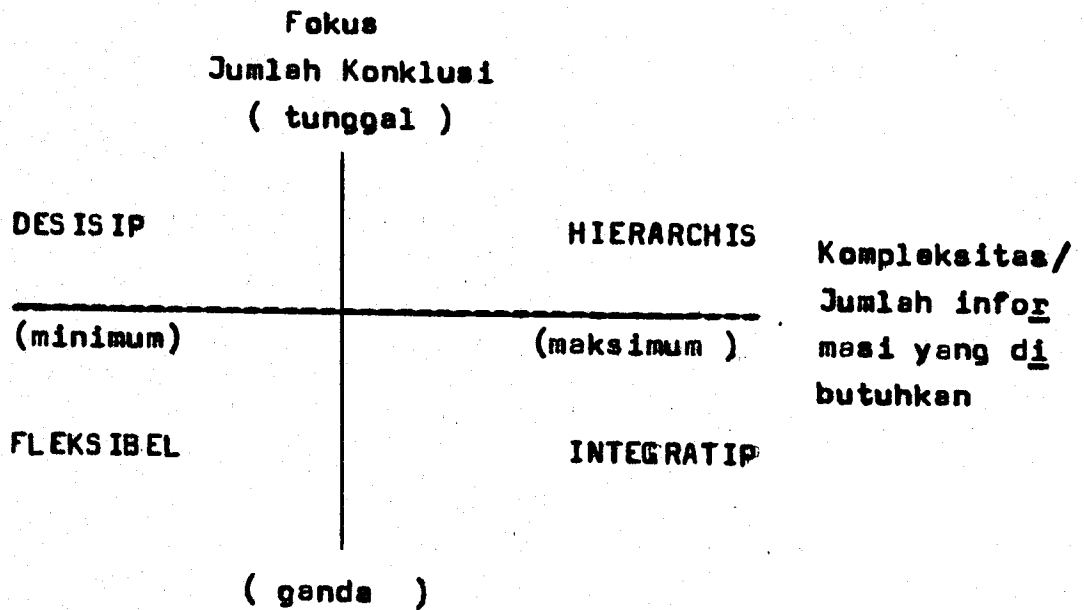 Fokus
Jumlah Konklusi
( tunggal )
DESISIP
HIERARCHIS
Kompleksitas/
Jumlah infor
masi yang di
butuhkan
(minimum)
(maksimum )
FLEKSIBEL
INTEGRATIP
( ganda )